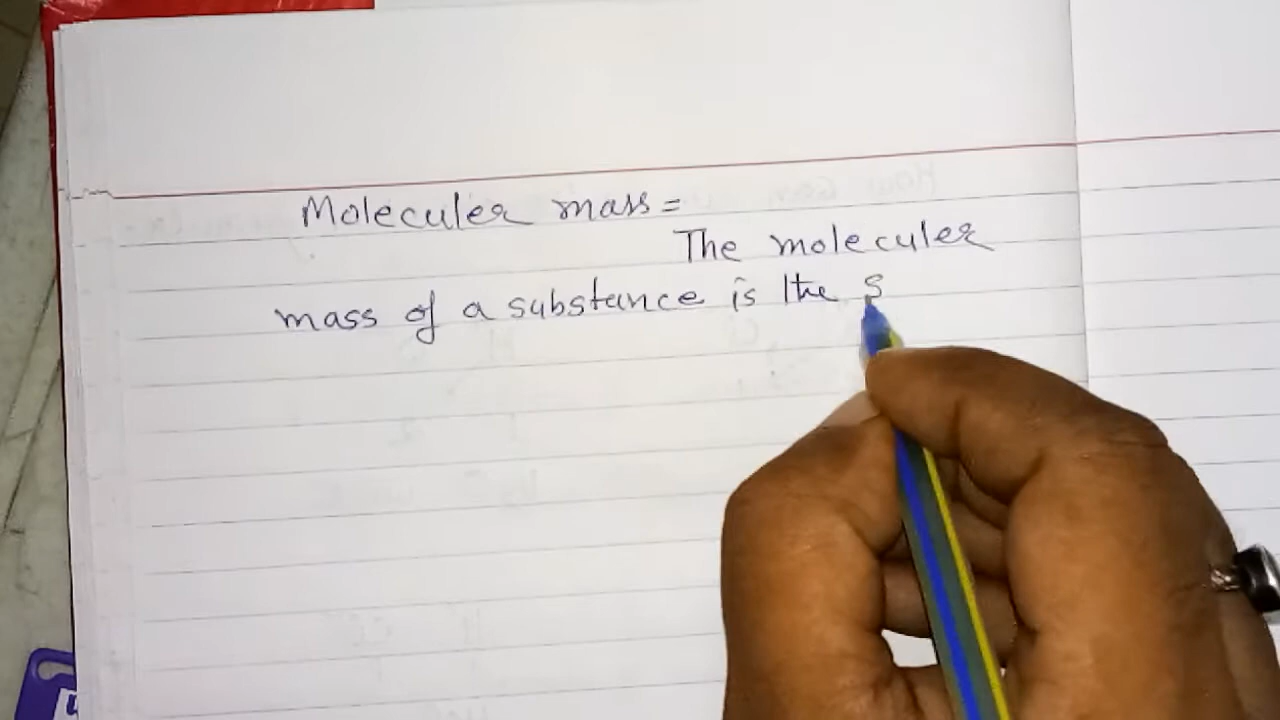 Moleculer mass =
The moleculer
mass of a substance is the s